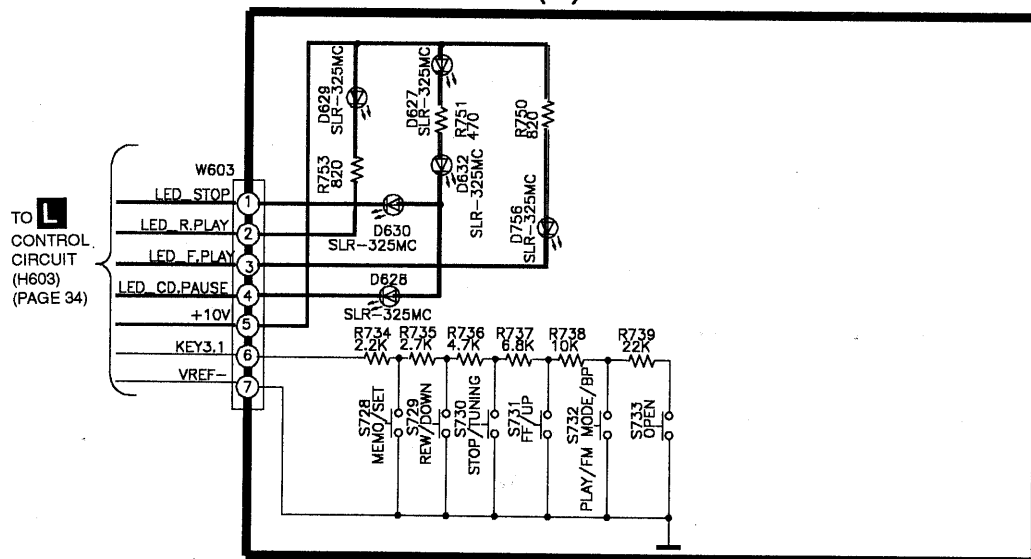 W603
LED_STOP
LED_R.PLAY
LED_F.PLAY
LED_CD.PAUSE
+10V
KEY3.1
VREF-
1
2
3
4
5
6
7
TO L
CONTROL
CIRCUIT
(H603)
(PAGE 34)
D629
SLR-325MC
D627
SLR-325MC
R751
470
R750
820
R753
820
D632
SLR-325MC
D756
SLR-325MC
D630
SLR-325MC
D628
SLR-325MC
R734
2.2K
R735
2.7K
R736
4.7K
R737
6.8K
R738
10K
R739
22K
S728
MEMO/SET
S729
REW/DOWN
S730
STOP/TUNING
S731
FF/UP
S732
PLAY/FM MODE/BP
S733
OPEN